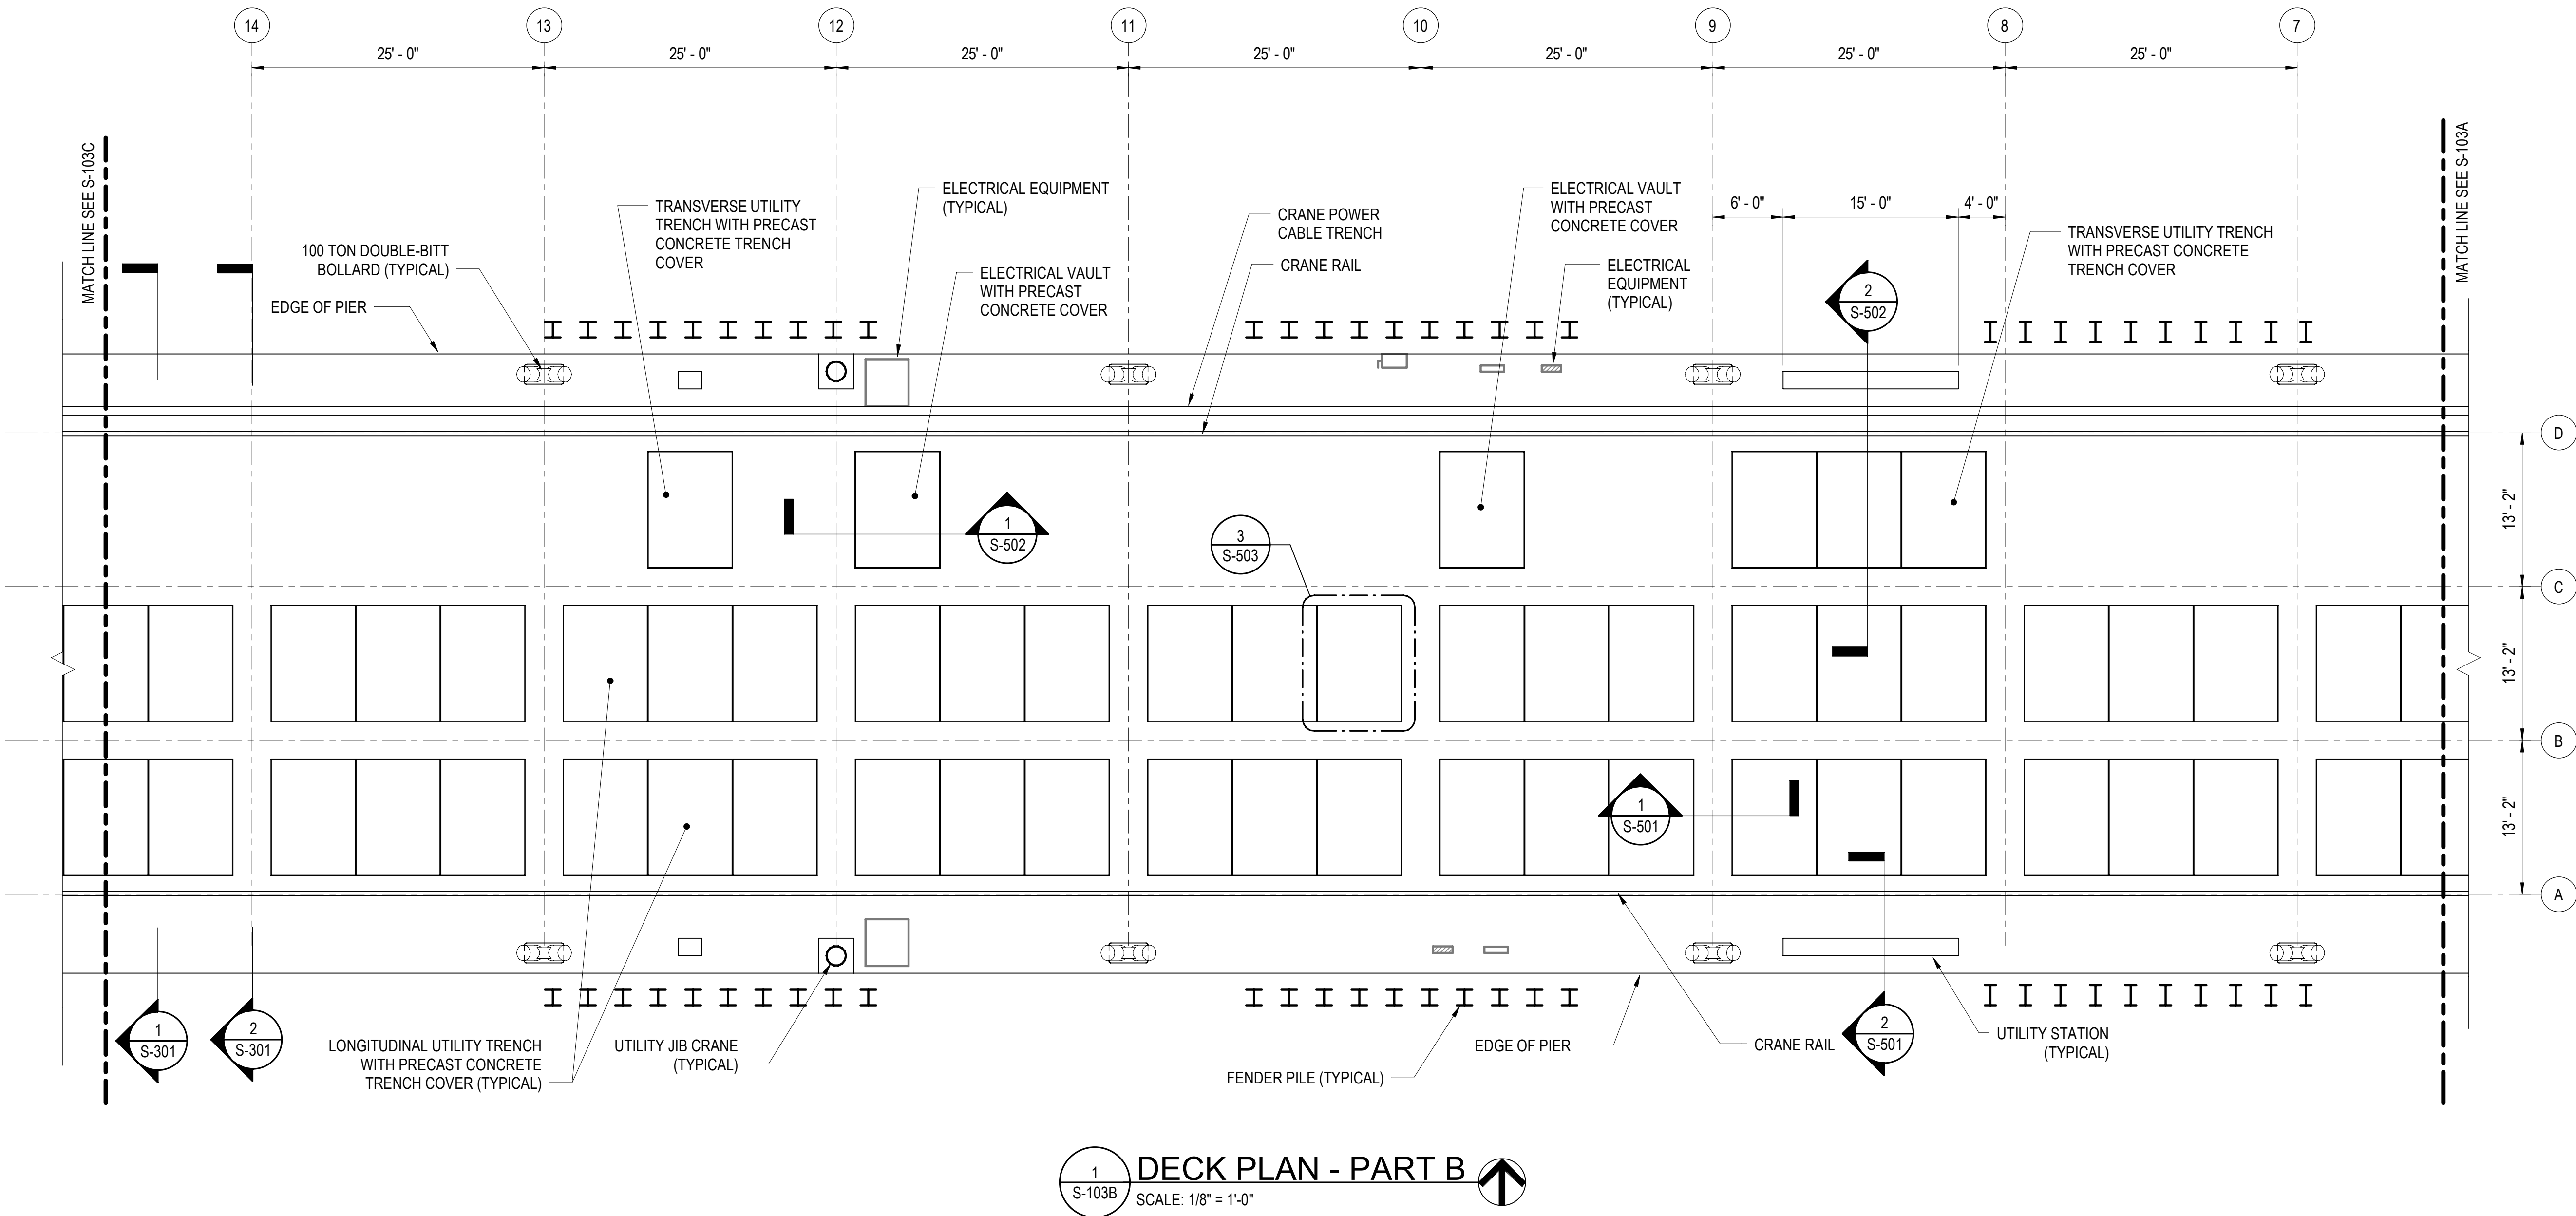 14
13
12
11
10
9
8
7
25' - 0"
25' - 0"
25' - 0"
25' - 0"
25' - 0"
25' - 0"
25' - 0"
MATCH LINE SEE S-103C
MATCH LINE SEE S-103A
100 TON DOUBLE-BITT
BOLLARD (TYPICAL)
EDGE OF PIER
TRANSVERSE UTILITY
TRENCH WITH PRECAST
CONCRETE TRENCH
COVER
ELECTRICAL EQUIPMENT
(TYPICAL)
ELECTRICAL VAULT
WITH PRECAST
CONCRETE COVER
CRANE POWER
CABLE TRENCH
CRANE RAIL
ELECTRICAL VAULT
WITH PRECAST
CONCRETE COVER
ELECTRICAL
EQUIPMENT
(TYPICAL)
6' - 0"
15' - 0"
4' - 0"
2
S-502
TRANSVERSE UTILITY TRENCH
WITH PRECAST CONCRETE
TRENCH COVER
D
13' - 2"
C
13' - 2"
B
13' - 2"
A
1
S-502
3
S-503
1
S-501
1
S-301
2
S-301
LONGITUDINAL UTILITY TRENCH
WITH PRECAST CONCRETE
TRENCH COVER (TYPICAL)
UTILITY JIB CRANE
(TYPICAL)
FENDER PILE (TYPICAL)
EDGE OF PIER
CRANE RAIL
2
S-501
UTILITY STATION
(TYPICAL)
1
S-103B
DECK PLAN - PART B
SCALE: 1/8" = 1'-0"